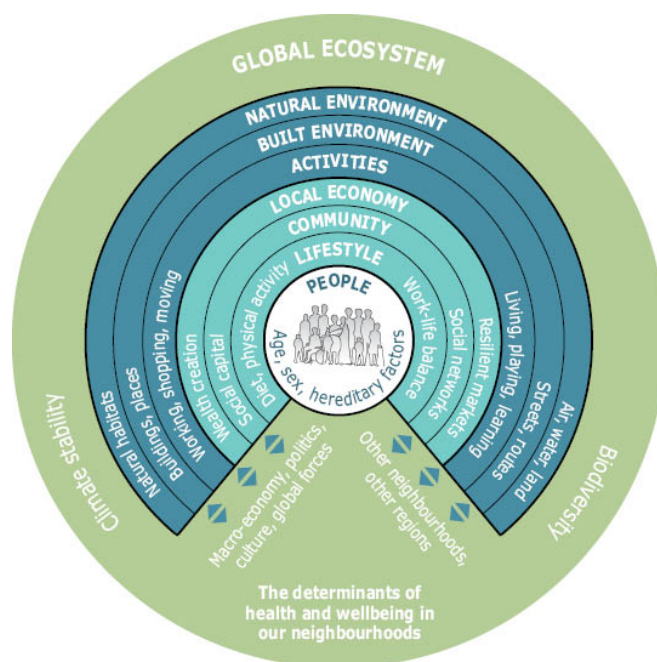 GLOBAL ECOSYSTEM
NATURAL ENVIRONMENT
BUILT ENVIRONMENT
ACTIVITIES
LOCAL ECONOMY
COMMUNITY
LIFESTYLE
PEOPLE
Age, sex, hereditary factors
Diet, physical activity
Work-life balance
Social capital
Social networks
Wealth creation
Resilient markets
Working, shopping, moving
Living, playing, learning
Buildings, places
Streets, routes
Natural habitats
Air, water, land
Climate stability
Biodiversity
Macro-economy, politics,
culture, global forces
Other neighbourhoods,
other regions
The determinants of
health and wellbeing in
our neighbourhoods